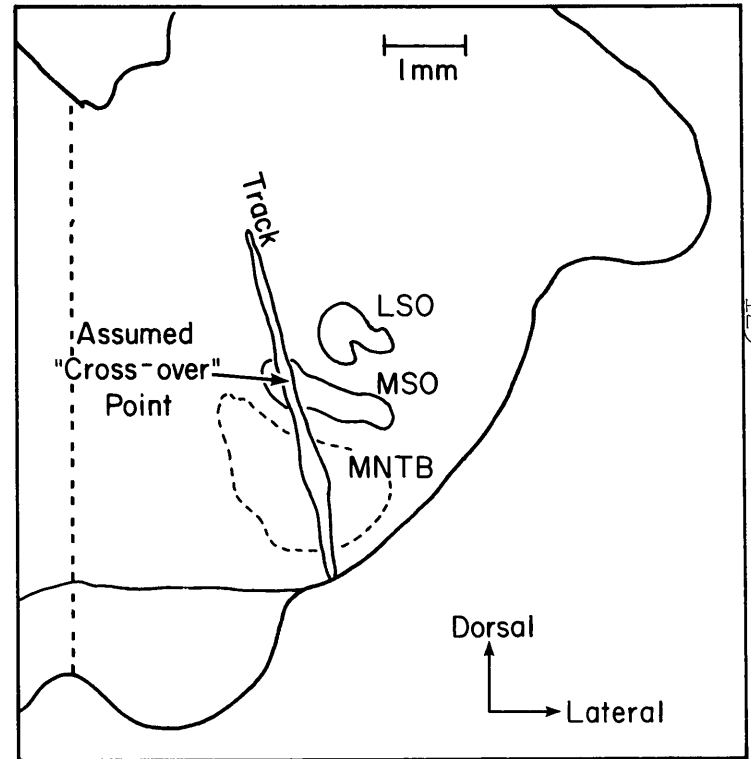 1mm
Track
LSO
Assumed
"Cross-over"
Point
MSO
MNTB
Dorsal
Lateral